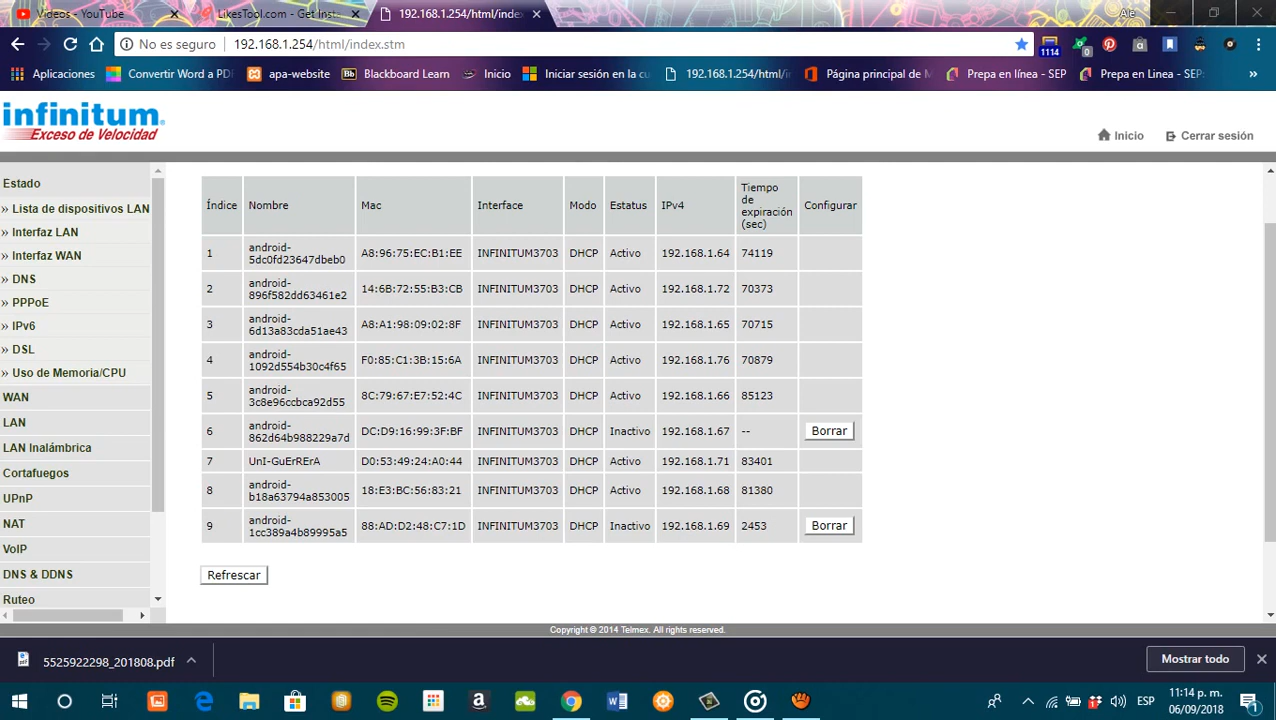 Videos - YouTube
LikesTool.com - Get Inst
192.168.1.254/html/inde
Ale
No es seguro
192.168.1.254/html/index.stm
1114
0
Aplicaciones
Convertir Word a PD
apa-website
Bb Blackboard Learn
Inicio
Iniciar sesión en la cu
192.168.1.254/html/i
Página principal de M
Prepa en línea - SEP
Prepa en Linea - SEP:
»
infinitum
Exceso de Velocidad
Inicio
Cerrar sesión
Estado
» Lista de dispositivos LAN
» Interfaz LAN
» Interfaz WAN
» DNS
» PPPoE
» IPv6
» DSL
» Uso de Memoria/CPU
WAN
LAN
LAN Inalámbrica
Cortafuegos
UPnP
NAT
VoIP
DNS & DDNS
Ruteo
Índice Nombre Mac Interface Modo Estatus IPv4 Tiempo de expiración (sec) Configurar
1 android-5dc0fd23647dbeb0 A8:96:75:EC:B1:EE INFINITUM3703 DHCP Activo 192.168.1.64 74119
2 android-896f582dd63461e2 14:6B:72:55:B3:CB INFINITUM3703 DHCP Activo 192.168.1.72 70373
3 android-6d13a83cda51ae43 A8:A1:98:09:02:8F INFINITUM3703 DHCP Activo 192.168.1.65 70715
4 android-1092d554b30c4f65 F0:85:C1:3B:15:6A INFINITUM3703 DHCP Activo 192.168.1.76 70879
5 android-3c8e96ccbca92d55 8C:79:67:E7:52:4C INFINITUM3703 DHCP Activo 192.168.1.66 85123
6 android-862d64b988229a7d DC:D9:16:99:3F:BF INFINITUM3703 DHCP Inactivo 192.168.1.67 -- Borrar
7 UnI-GuErRErA D0:53:49:24:A0:44 INFINITUM3703 DHCP Activo 192.168.1.71 83401
8 android-b18a63794a853005 18:E3:BC:56:83:21 INFINITUM3703 DHCP Activo 192.168.1.68 81380
9 android-1cc389a4b89995a5 88:AD:D2:48:C7:1D INFINITUM3703 DHCP Inactivo 192.168.1.69 2453 Borrar
Refrescar
Copyright © 2014 Telmex. All rights reserved.
5525922298_201808.pdf
Mostrar todo
ESP
11:14 p. m.
06/09/2018
1